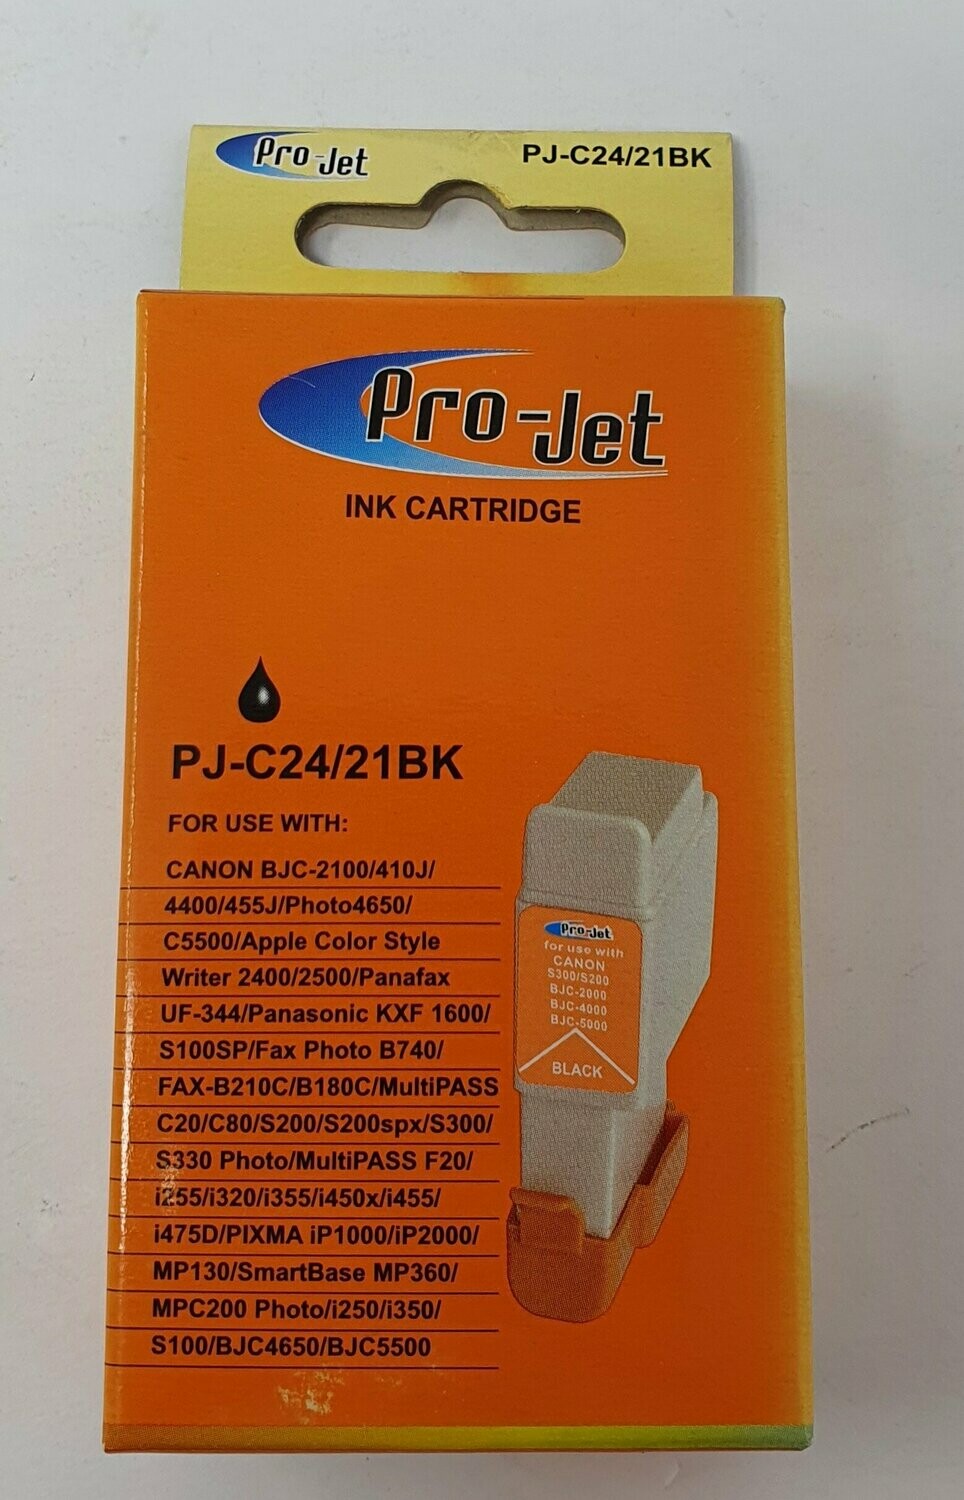 Pro-Jet PJ-C24/21BK
Pro-Jet
INK CARTRIDGE
PJ-C24/21BK
FOR USE WITH:
CANON BJC-2100/410J/
4400/455J/Photo4650/
C5500/Apple Color Style
Writer 2400/2500/Panafax
UF-344/Panasonic KXF 1600/
S100SP/Fax Photo B740/
FAX-B210C/B180C/MultiPASS
C20/C80/S200/S200spx/S300/
S330 Photo/MultiPASS F20/
i255/i320/i355/i450x/i455/
i475D/PIXMA iP1000/iP2000/
MP130/SmartBase MP360/
MPC200 Photo/i250/i350/
S100/BJC4650/BJC5500
Pro-Jet
for use with
CANON
S300/S200
BJC-2000
BJC-4000
BJC-5000
BLACK